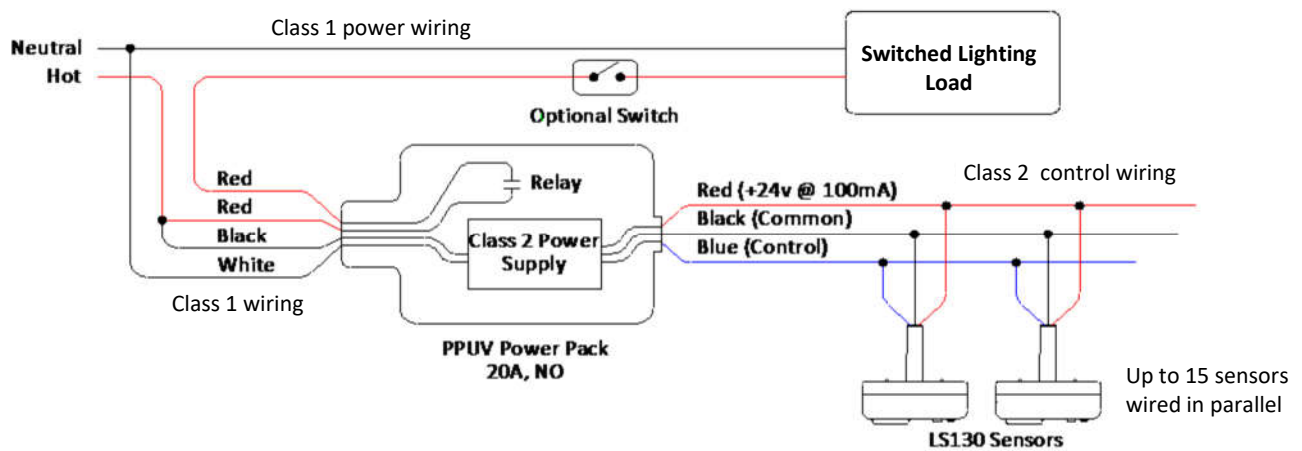 Class 1 power wiring
Neutral
Hot
Switched Lighting
Load
Optional Switch
Red
Relay
Red
Black
White
Class 2 Power
Supply
Class 1 wiring
PPUV Power Pack
20A, NO
Class 2 control wiring
Red (+24v @ 100mA)
Black (Common)
Blue (Control)
Up to 15 sensors
wired in parallel
LS130 Sensors